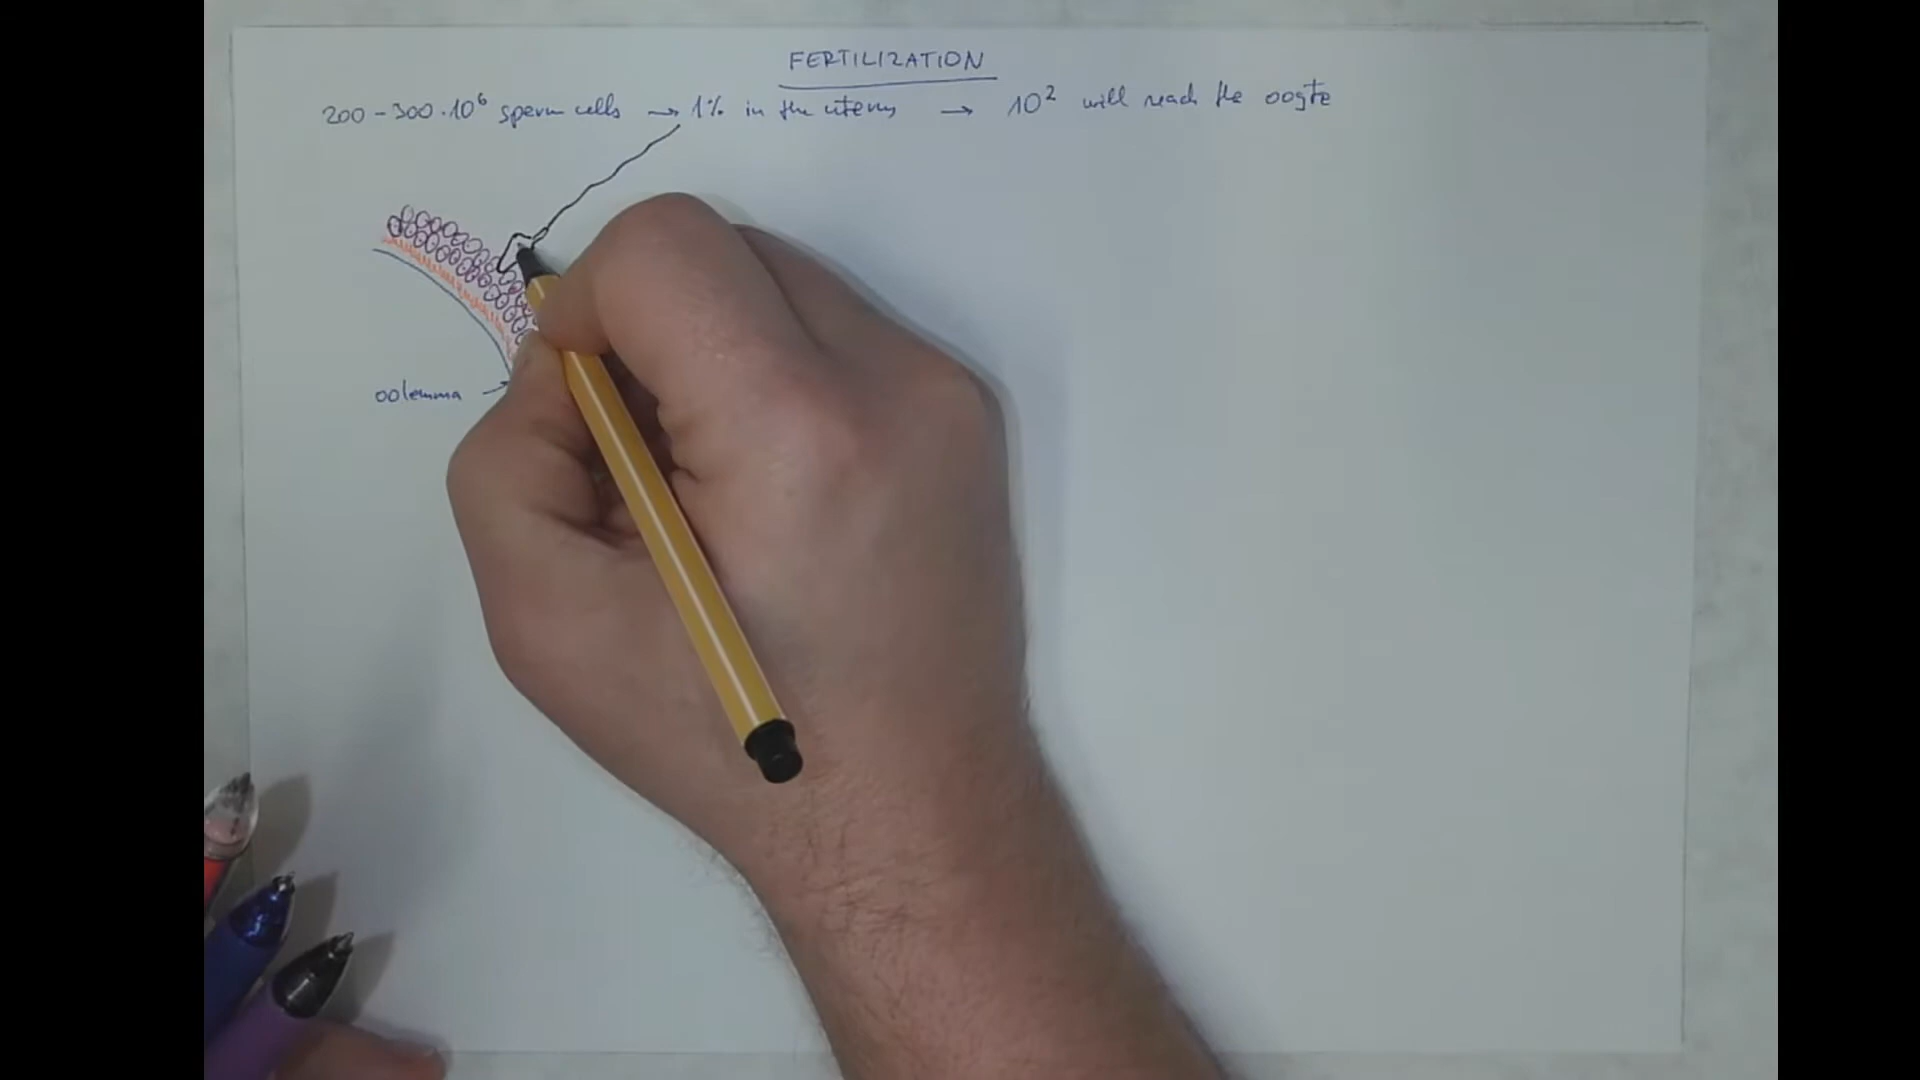 FERTILIZATION
200-300·10⁶ sperm cells → 1% in the uterus → 10² will reach the oocyte
oolemma →